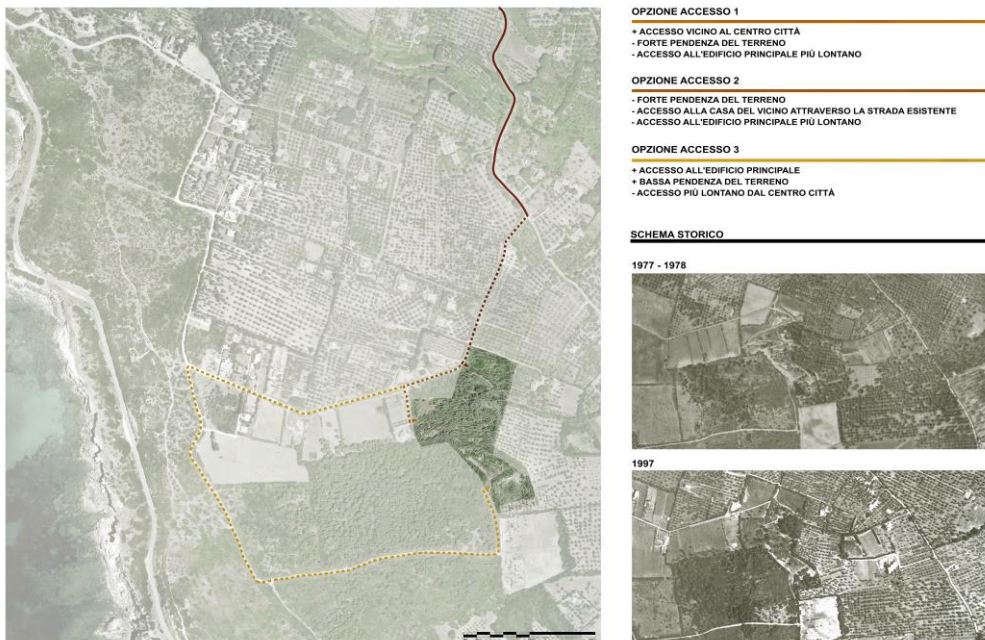 OPZIONE ACCESSO 1
+ ACCESSO VICINO AL CENTRO CITTÀ
- FORTE PENDENZA DEL TERRENO
- ACCESSO ALL'EDIFICIO PRINCIPALE PIÙ LONTANO
OPZIONE ACCESSO 2
- FORTE PENDENZA DEL TERRENO
- ACCESSO ALLA CASA DEL VICINO ATTRAVERSO LA STRADA ESISTENTE
- ACCESSO ALL'EDIFICIO PRINCIPALE PIÙ LONTANO
OPZIONE ACCESSO 3
+ ACCESSO ALL'EDIFICIO PRINCIPALE
+ BASSA PENDENZA DEL TERRENO
- ACCESSO PIÙ LONTANO DAL CENTRO CITTÀ
SCHEMA STORICO
1977 - 1978
1997